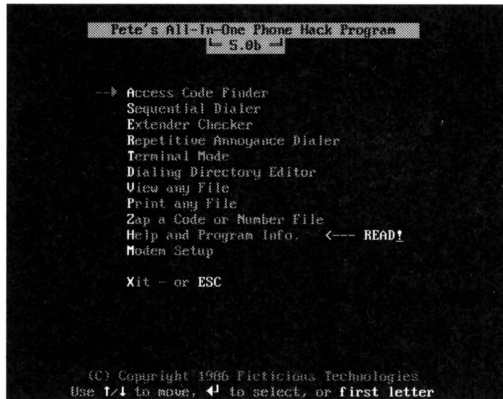 Pete's All-In-One Phone Hack Program
5.0b
--> Access Code Finder
Sequential Dialer
Extender Checker
Repetitive Annoyance Dialer
Terminal Mode
Dialing Directory Editor
View any File
Print any File
Zap a Code or Number File
Help and Program Info. <--- READ!
Modem Setup
Xit - or ESC
(C) Copyright 1986 Ficticious Technologies
Use ↑/↓ to move, ↵ to select, or first letter